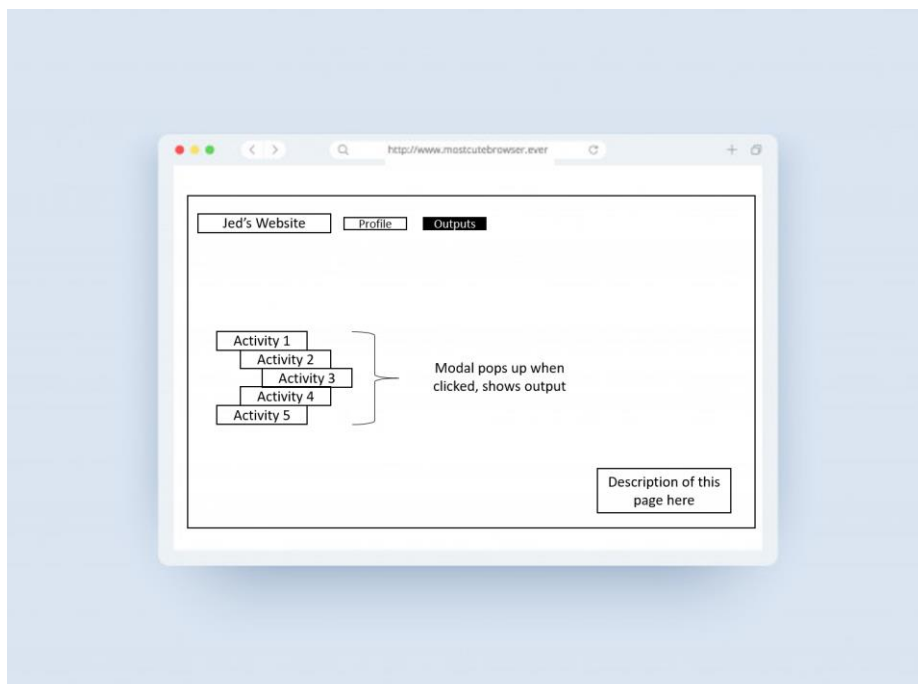 http://www.mostcutebrowser.ever
Jed's Website
Profile
Outputs
Activity 1
Activity 2
Activity 3
Activity 4
Activity 5
Modal pops up when
clicked, shows output
Description of this
page here